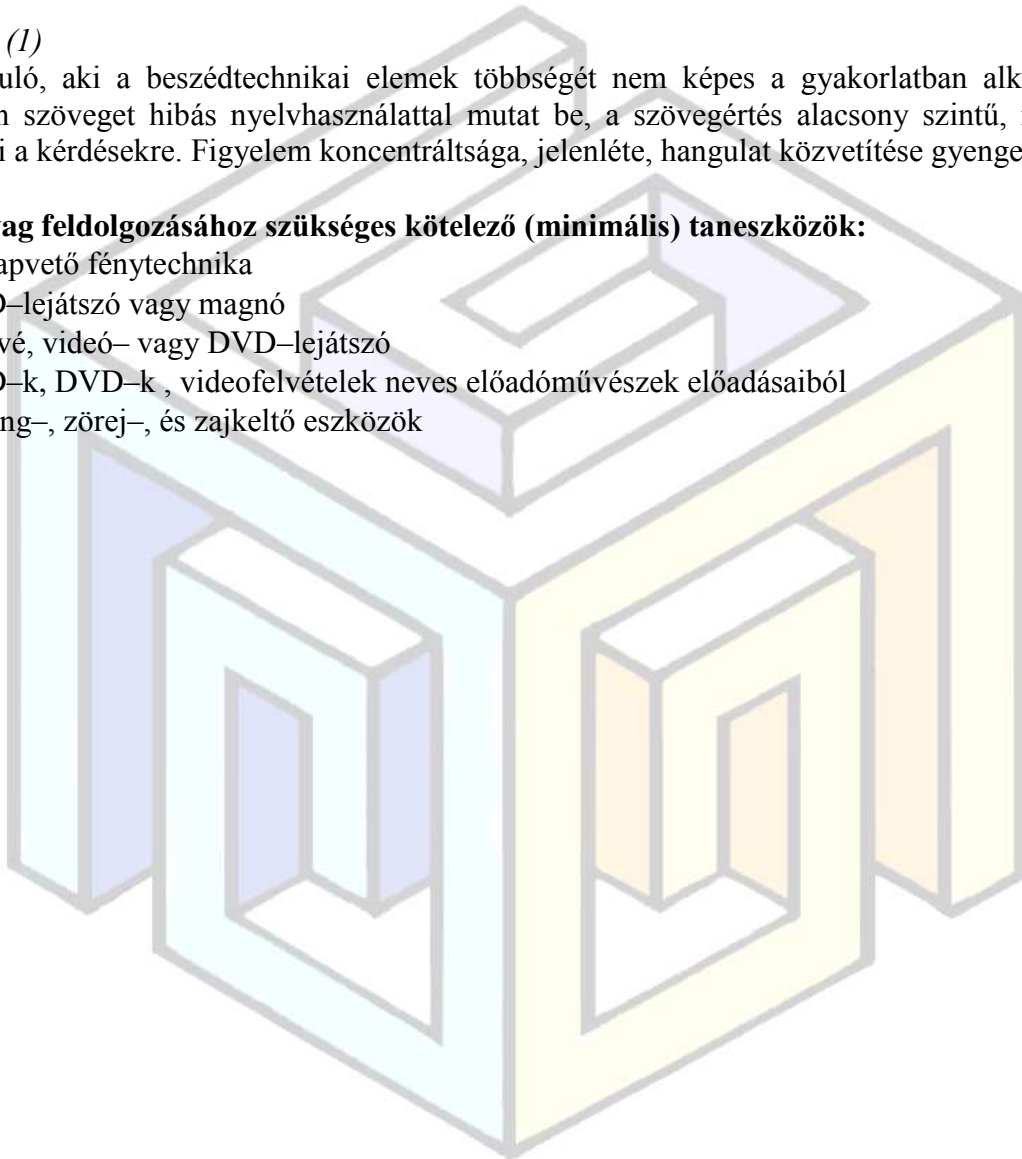 (1)
uló, aki a beszédtechnikai elemek többségét nem képes a gyakorlatban alk
szöveget hibás nyelvhasználattal mutat be, a szövegértés alacsony szintű,
i a kérdésekre. Figyelem koncentráltsága, jelenléte, hangulat közvetítése gyenge
ag feldolgozásához szükséges kötelező (minimális) taneszközök:
apvető fénytechnika
–lejátszó vagy magnó
vé, videó– vagy DVD–lejátszó
–k, DVD–k , videofelvételek neves előadóművészek előadásaiból
ng–, zörej–, és zajkeltő eszközök